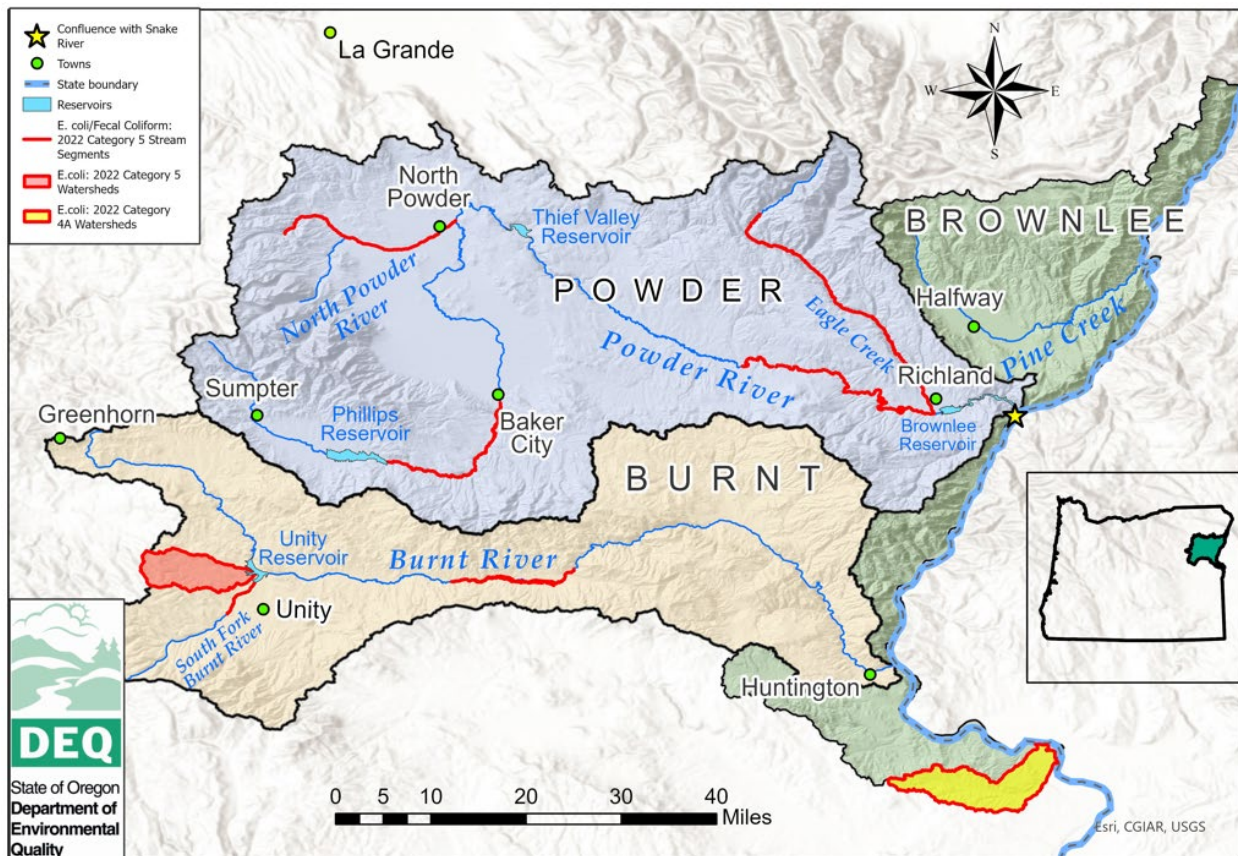 Confluence with Snake
River
Towns
State boundary
Reservoirs
E. coli/Fecal Coliform:
2022 Category 5 Stream
Segments
E.coli: 2022 Category 5
Watersheds
E.coli: 2022 Category
4A Watersheds
La Grande
N
W
E
S
North
Powder
Thief Valley
Reservoir
BROWNLEE
POWDER
North Powder
River
Eagle Creek
Halfway
Pine Creek
Powder River
Richland
Sumpter
Greenhorn
Phillips
Reservoir
Baker
City
Brownlee
Reservoir
BURNT
Unity
Reservoir
Burnt River
Unity
South Fork
Burnt River
Huntington
DEQ
State of Oregon
Department of
Environmental
Quality
0 5 10 20 30 40
Miles
Esri, CGIAR, USGS